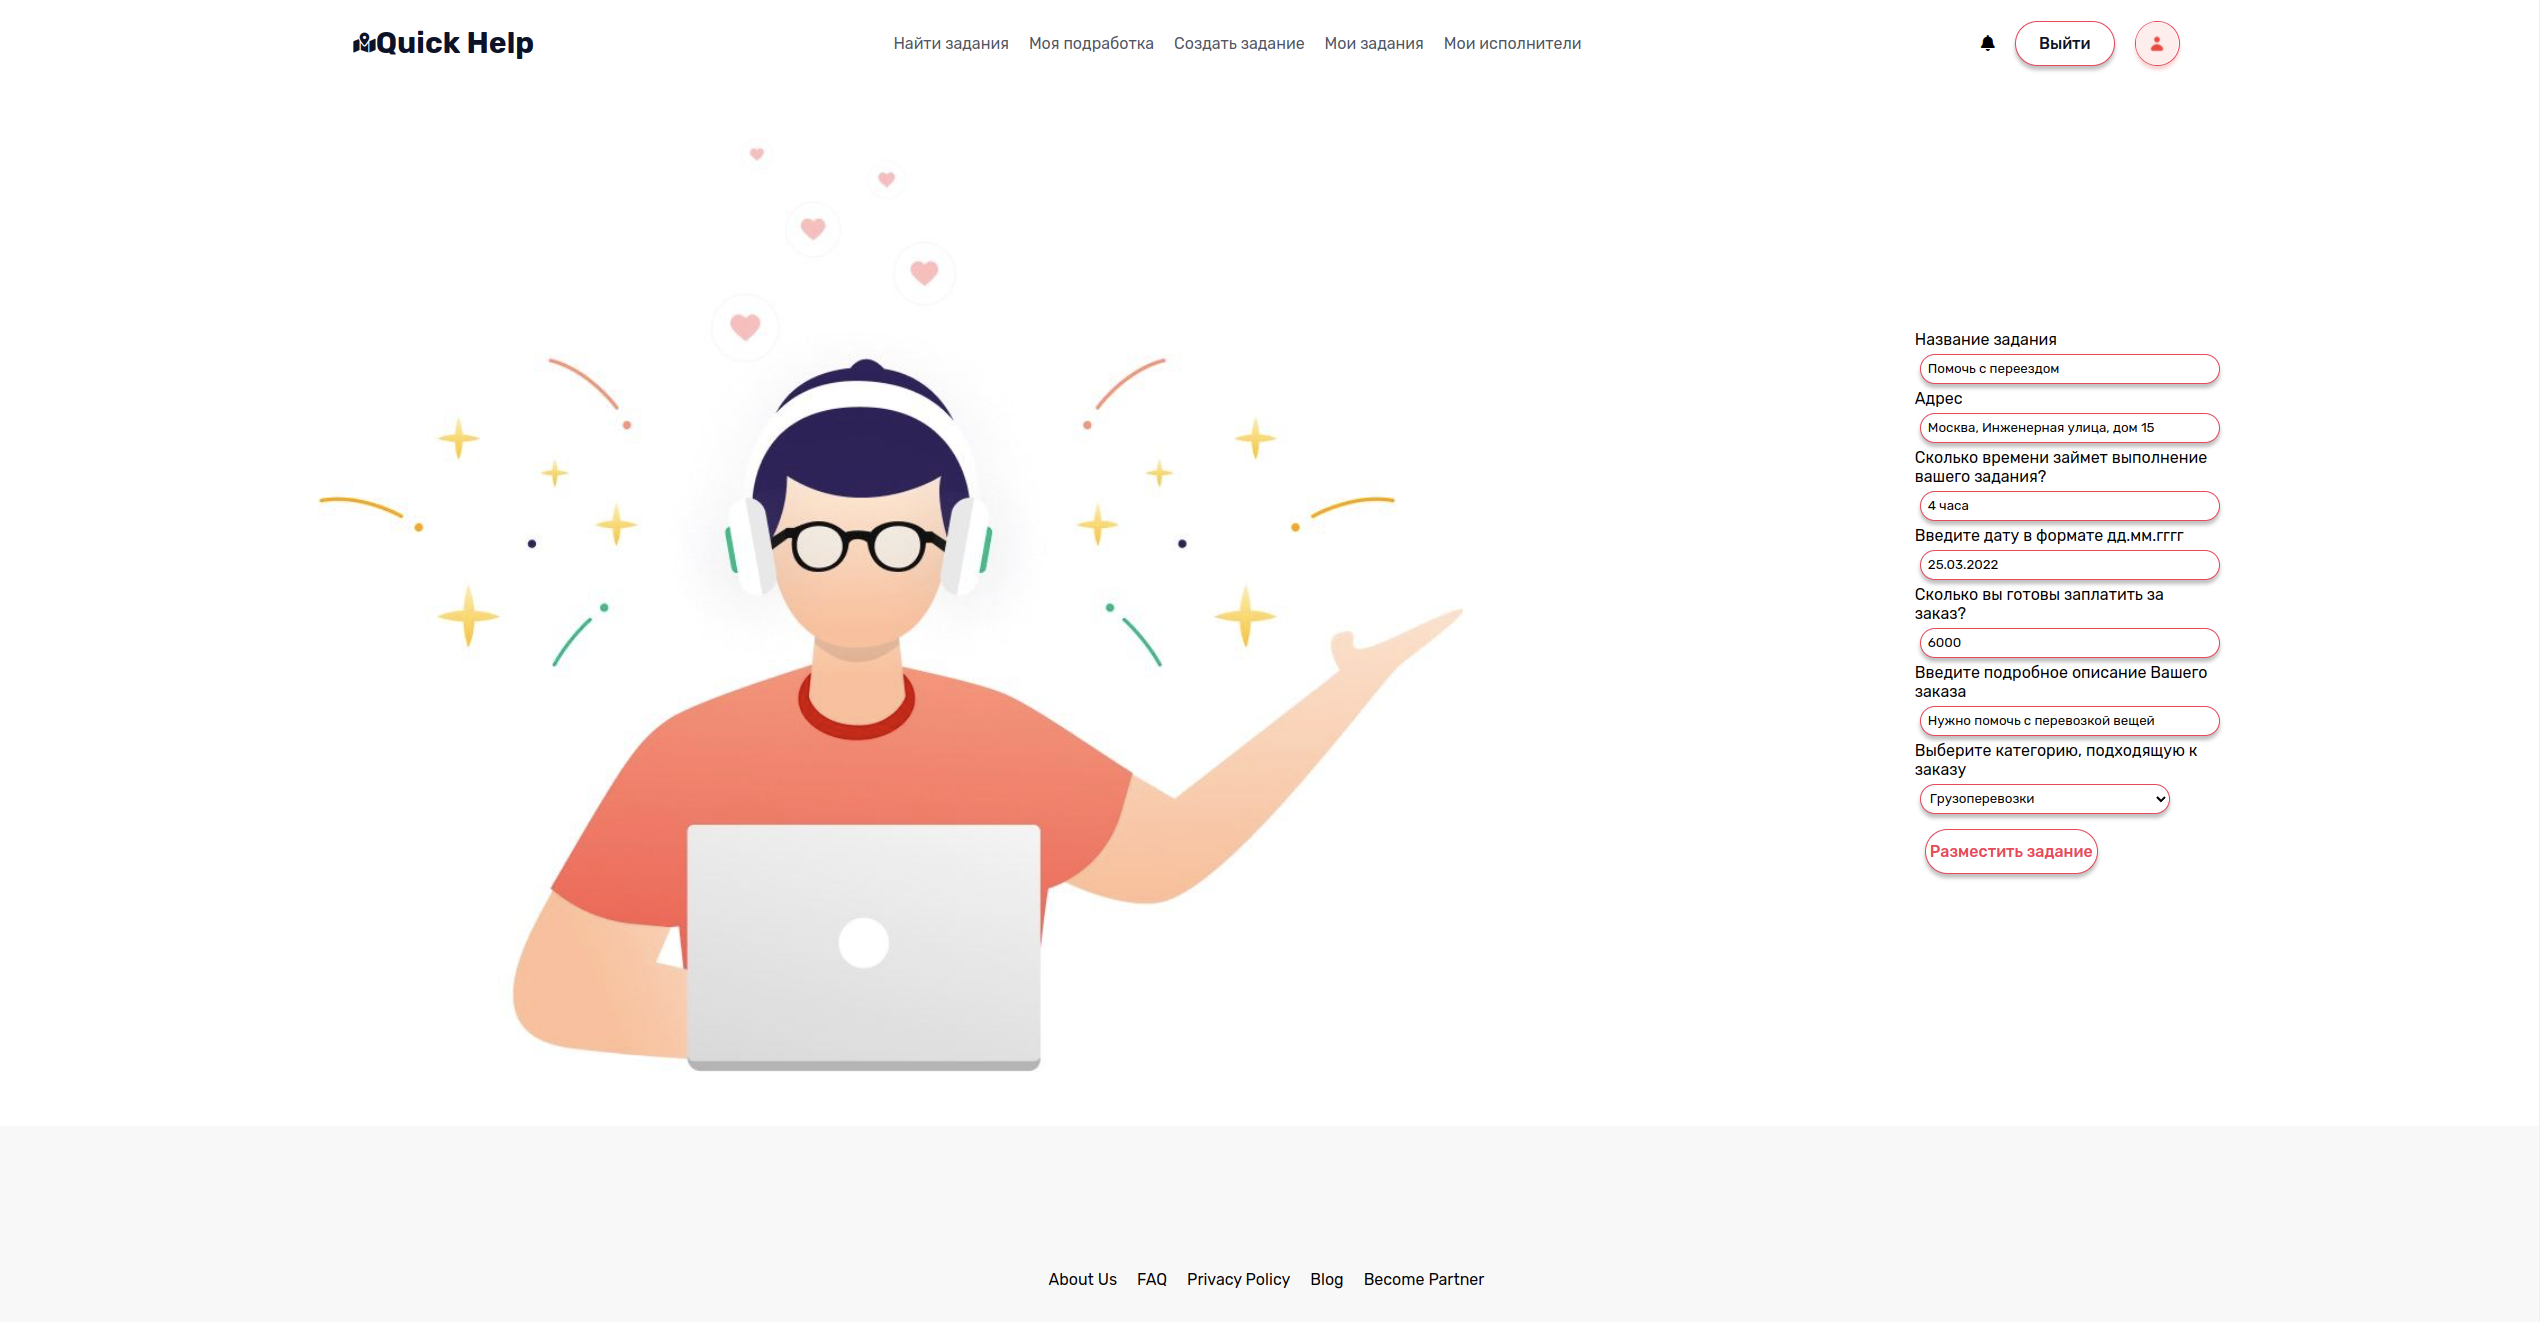 Quick Help
Найти задания Моя подработка Создать задание Мои задания Мои исполнители
Выйти
Название задания
Помочь с переездом
Адрес
Москва, Инженерная улица, дом 15
Сколько времени займет выполнение
вашего задания?
4 часа
Введите дату в формате дд.мм.гггг
25.03.2022
Сколько вы готовы заплатить за
заказ?
6000
Введите подробное описание Вашего
заказа
Нужно помочь с перевозкой вещей
Выберите категорию, подходящую к
заказу
Грузоперевозки
Разместить задание
About Us FAQ Privacy Policy Blog Become Partner